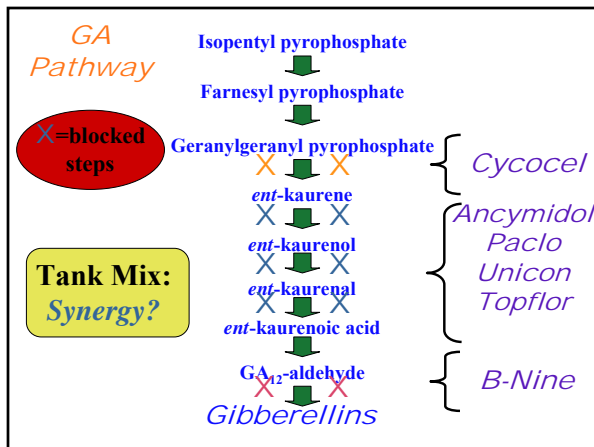 GA
Pathway
X=blocked
steps
Tank Mix:
Synergy?
Isopentyl pyrophosphate
Farnesyl pyrophosphate
Geranylgeranyl pyrophosphate
X X
ent-kaurene
X X
ent-kaurenol
X X
ent-kaurenal
X X
ent-kaurenoic acid
GA12-aldehyde
X X
Gibberellins
Cycocel
Ancymidol
Paclo
Unicon
Topflor
B-Nine